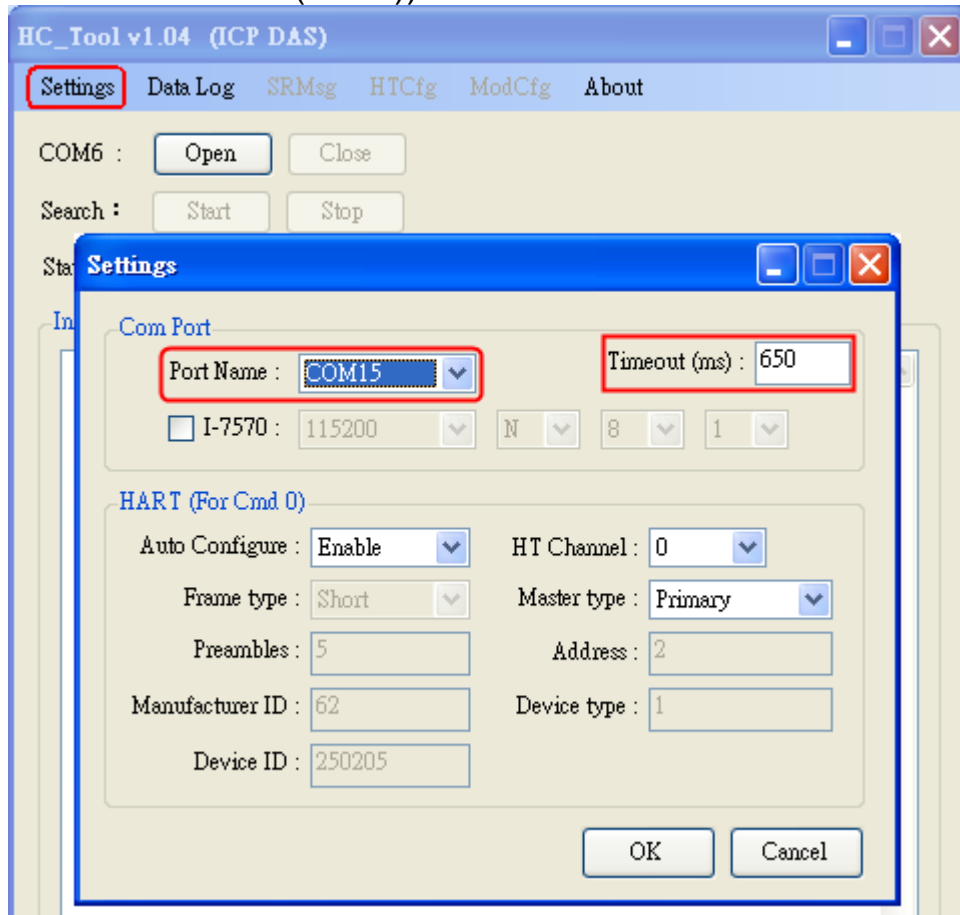 HC_Tool v1.04 (ICP DAS)
Settings Data Log SRMsg HTCfg ModCfg About
COM6 : Open Close
Search : Start Stop
Sta
Settings
In
Com Port
Port Name : COM15 Timeout (ms) : 650
I-7570 : 115200 N 8 1
HART (For Cmd 0)
Auto Configure : Enable HT Channel : 0
Frame type : Short Master type : Primary
Preambles : 5 Address : 2
Manufacturer ID : 62 Device type : 1
Device ID : 250205
OK Cancel